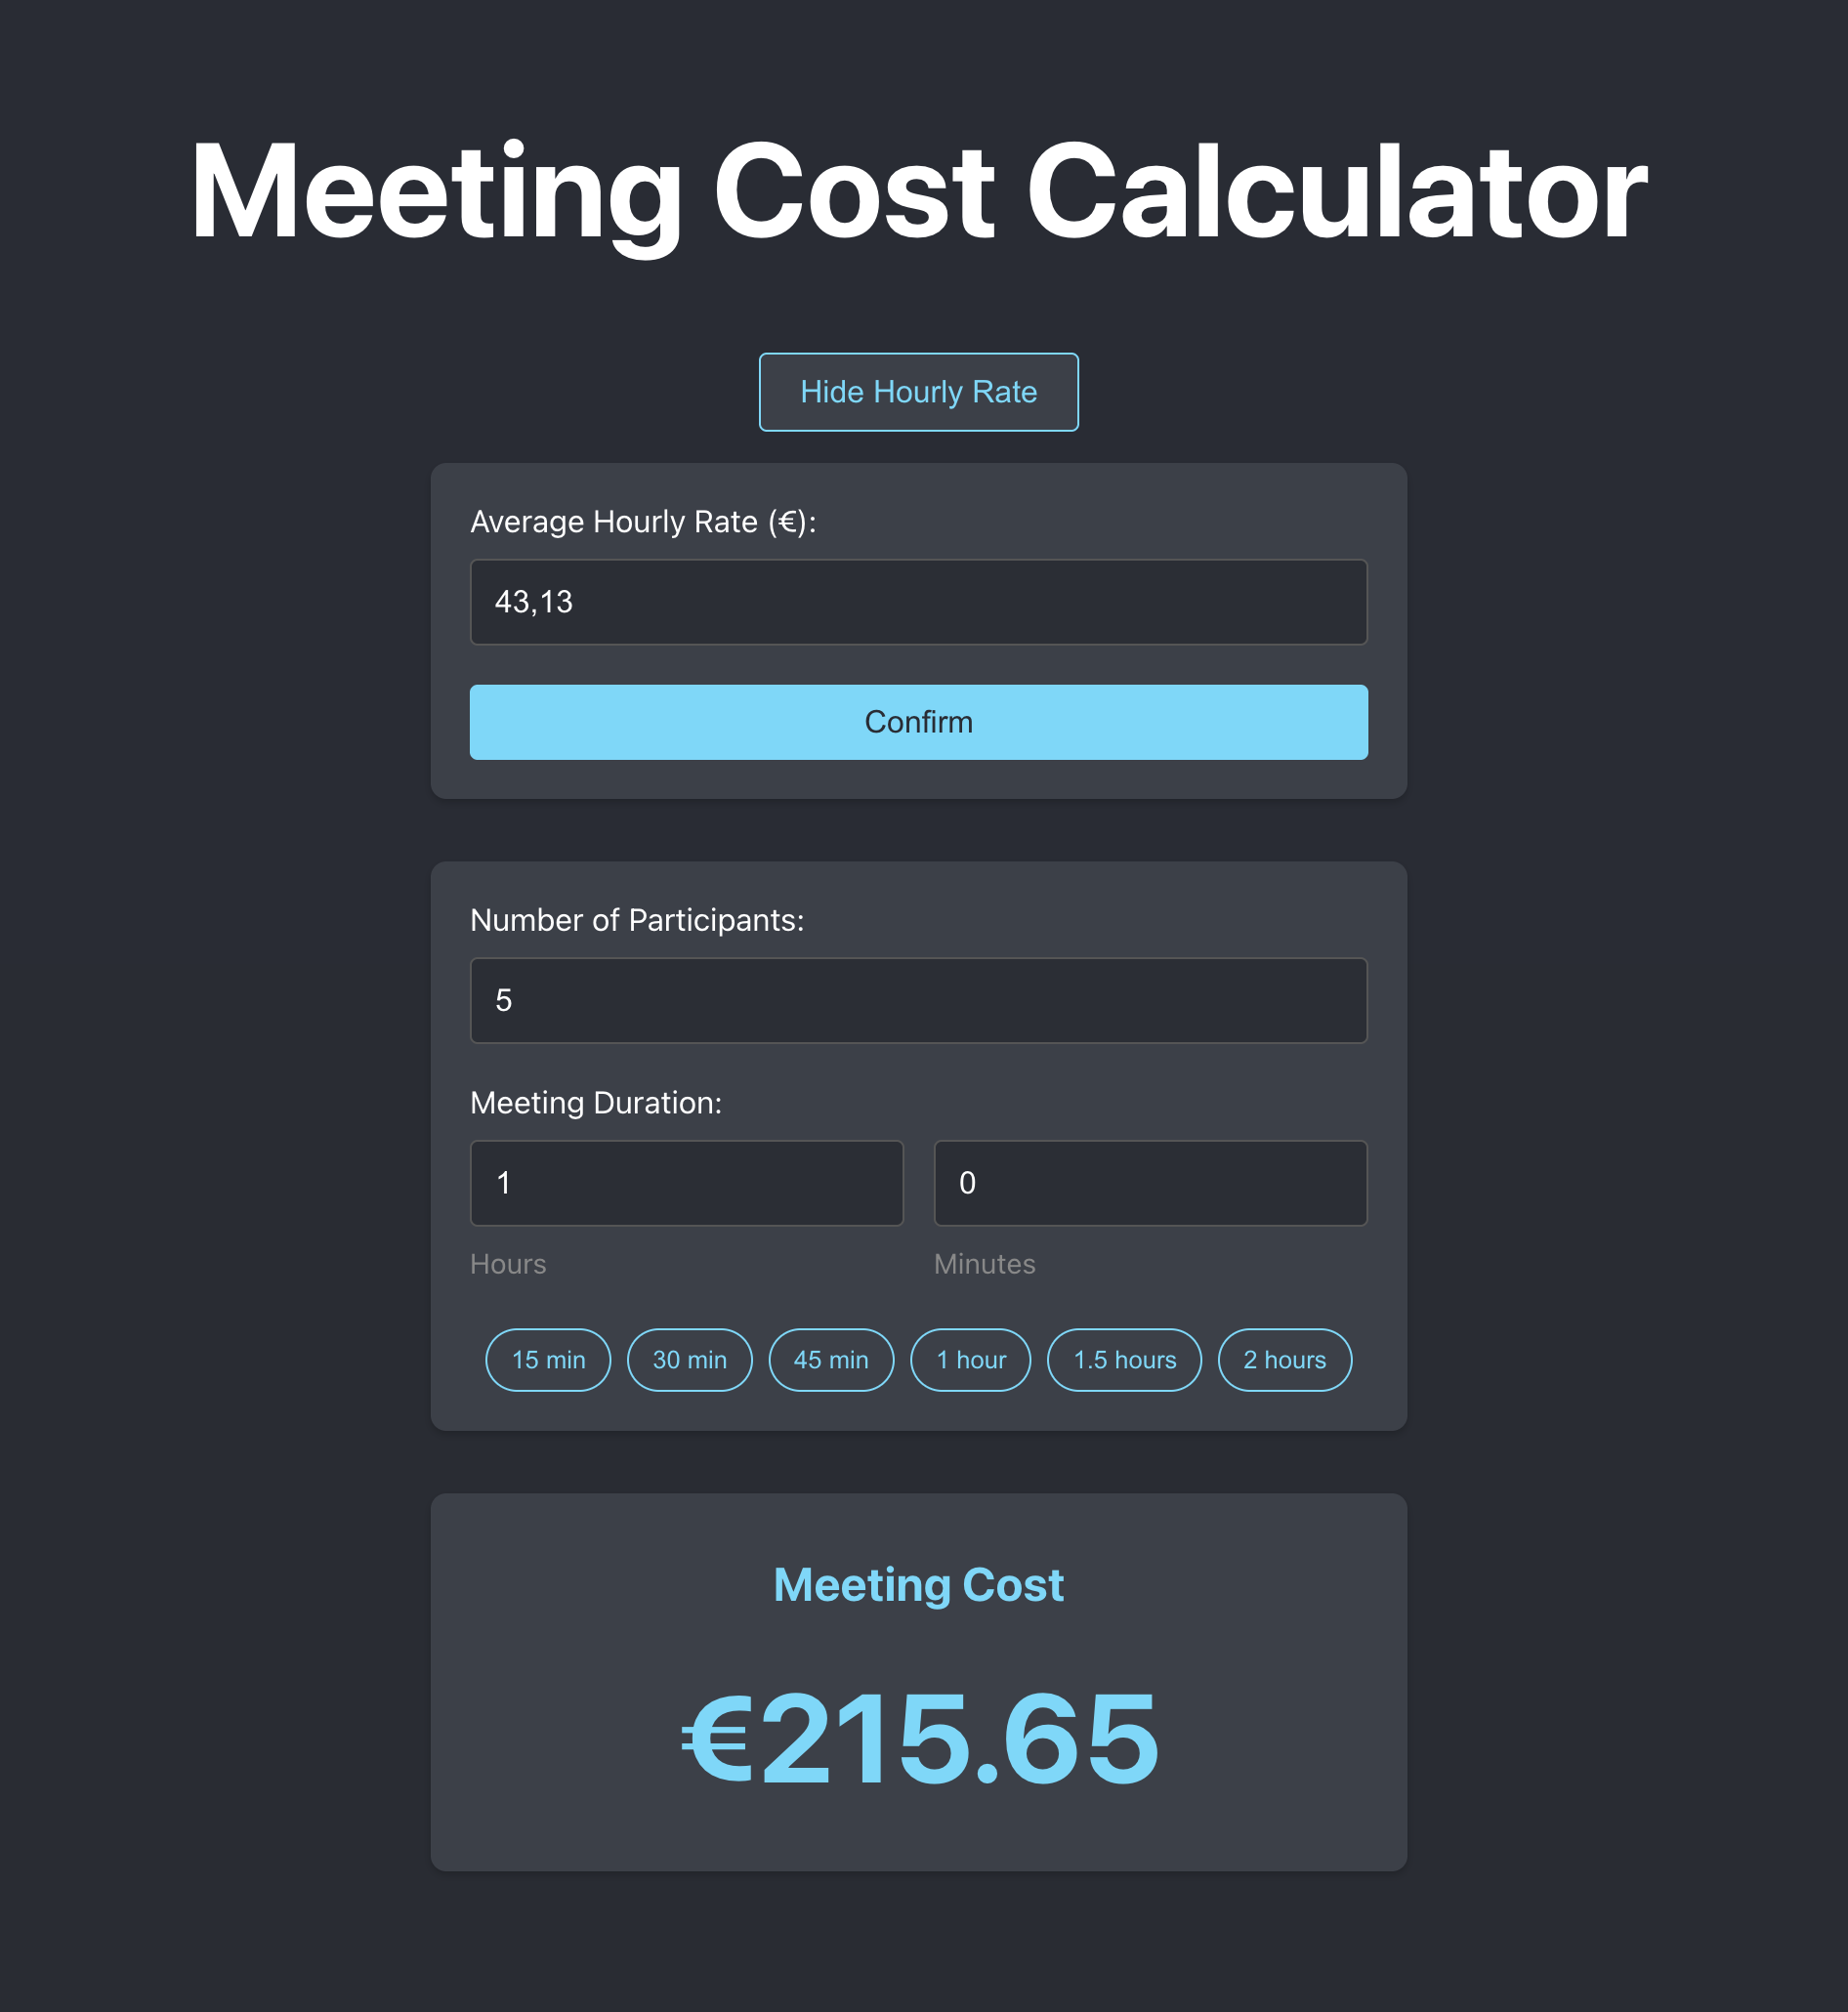 Meeting Cost Calculator
Hide Hourly Rate
Average Hourly Rate (€):
43,13
Confirm
Number of Participants:
5
Meeting Duration:
1 0
Hours Minutes
15 min 30 min 45 min 1 hour 1.5 hours 2 hours
Meeting Cost
€215.65